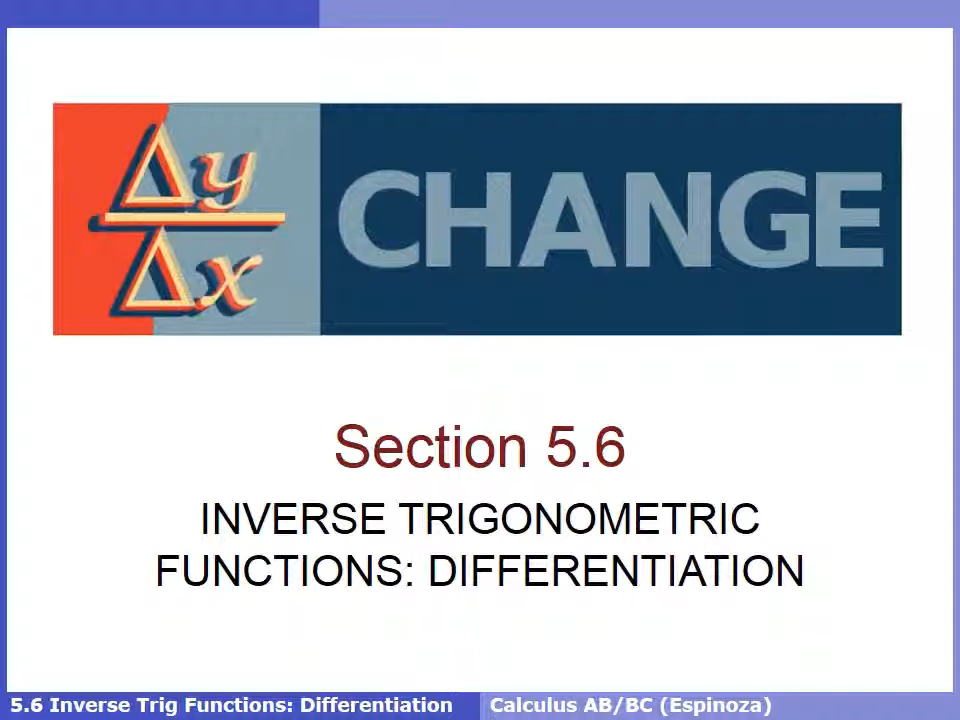 Δy
Δx
CHANGE
Section 5.6
INVERSE TRIGONOMETRIC
FUNCTIONS: DIFFERENTIATION
5.6 Inverse Trig Functions: Differentiation
Calculus AB/BC (Espinoza)